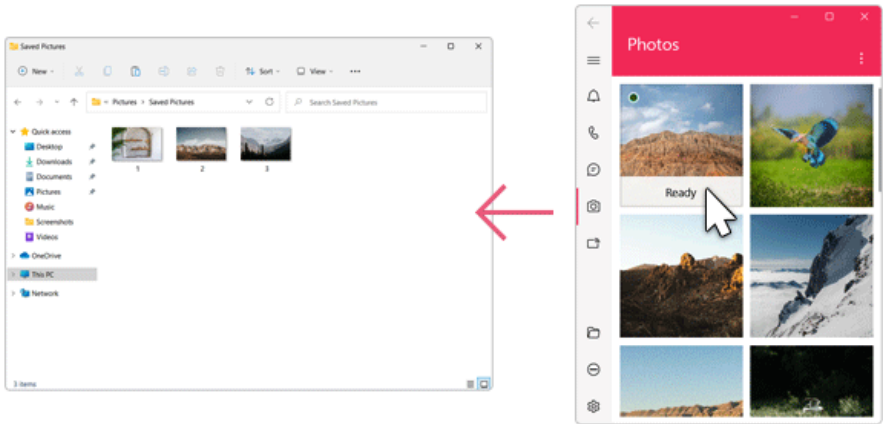 Saved Pictures
New
Sort
View
Pictures > Saved Pictures
Search Saved Pictures
Quick access
Desktop
Downloads
Documents
Pictures
Music
Screenshots
Videos
OneDrive
This PC
Network
1 2 3
3 items
Photos
Ready